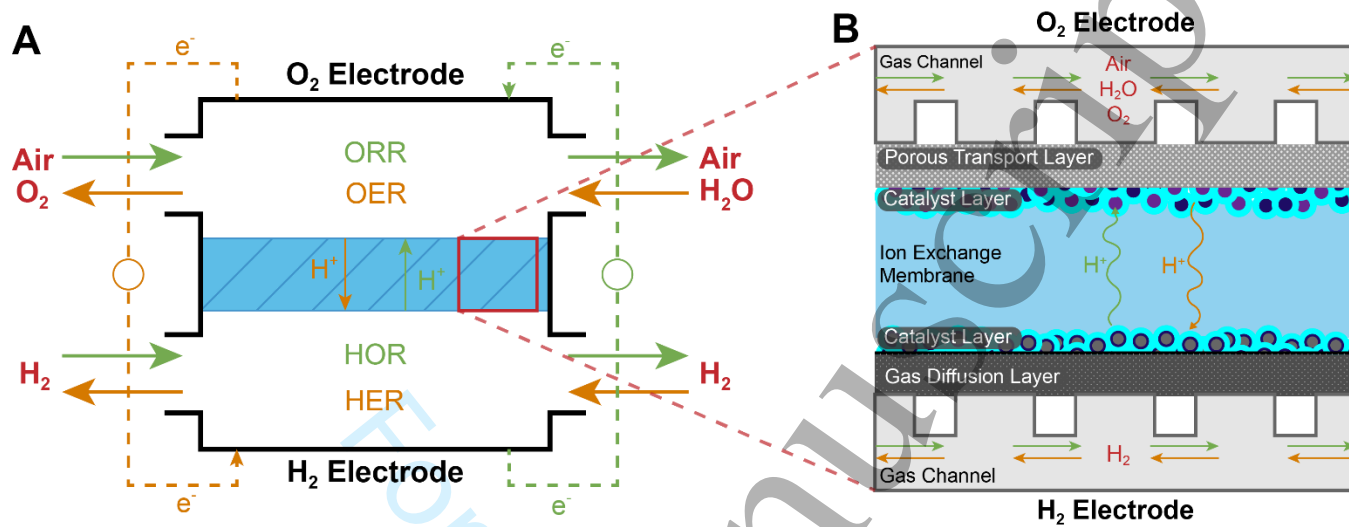 A
e⁻
e⁻
O₂ Electrode
Air
O₂
ORR
OER
Air
H₂O
H⁺
H⁺
H₂
HOR
HER
H₂
H₂ Electrode
e⁻
e⁻
B
O₂ Electrode
Gas Channel
Air
H₂O
O₂
Porous Transport Layer
Catalyst Layer
Ion Exchange
Membrane
H⁺
H⁺
Catalyst Layer
Gas Diffusion Layer
H₂
Gas Channel
H₂ Electrode
For